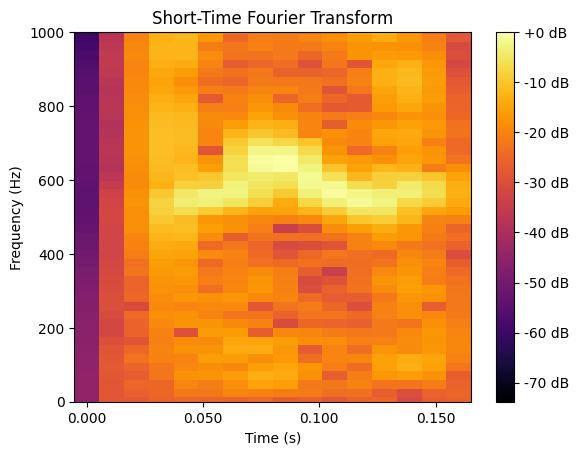 Short-Time Fourier Transform
Frequency (Hz)
1000
800
600
400
200
0
0.000
0.050
0.100
0.150
Time (s)
+0 dB
-10 dB
-20 dB
-30 dB
-40 dB
-50 dB
-60 dB
-70 dB